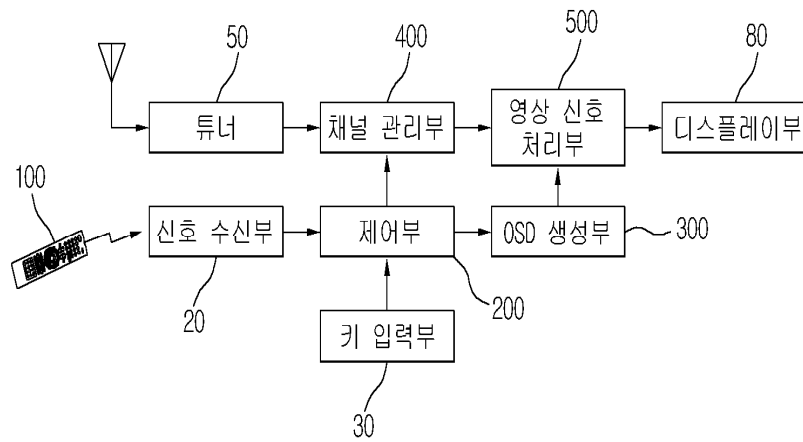 50
400
500
80
튜너
채널 관리부
영상 신호
처리부
디스플레이부
100
신호 수신부
제어부
OSD 생성부
300
20
200
키 입력부
30